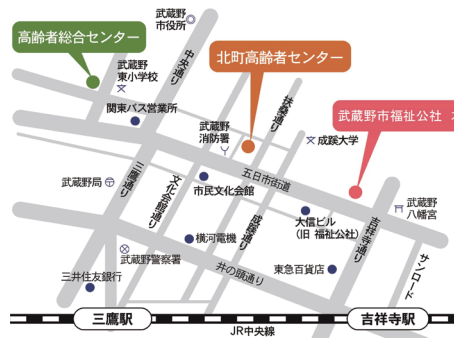 武蔵野
市役所
高齢者総合センター
中央通り
北町高齢者センター
武蔵野
東小学校
関東バス営業所
扶桑通り
武蔵野市福祉公社
武蔵野
消防署
成蹊大学
五日市街道
三鷹通り
武蔵野局
文化会館通り
市民文化会館
成蹊通り
大信ビル
(旧 福祉公社)
吉祥寺通り
武蔵野
八幡宮
横河電機
武蔵野警察署
井の頭通り
東急百貨店
サンロード
三井住友銀行
三鷹駅
吉祥寺駅
JR中央線